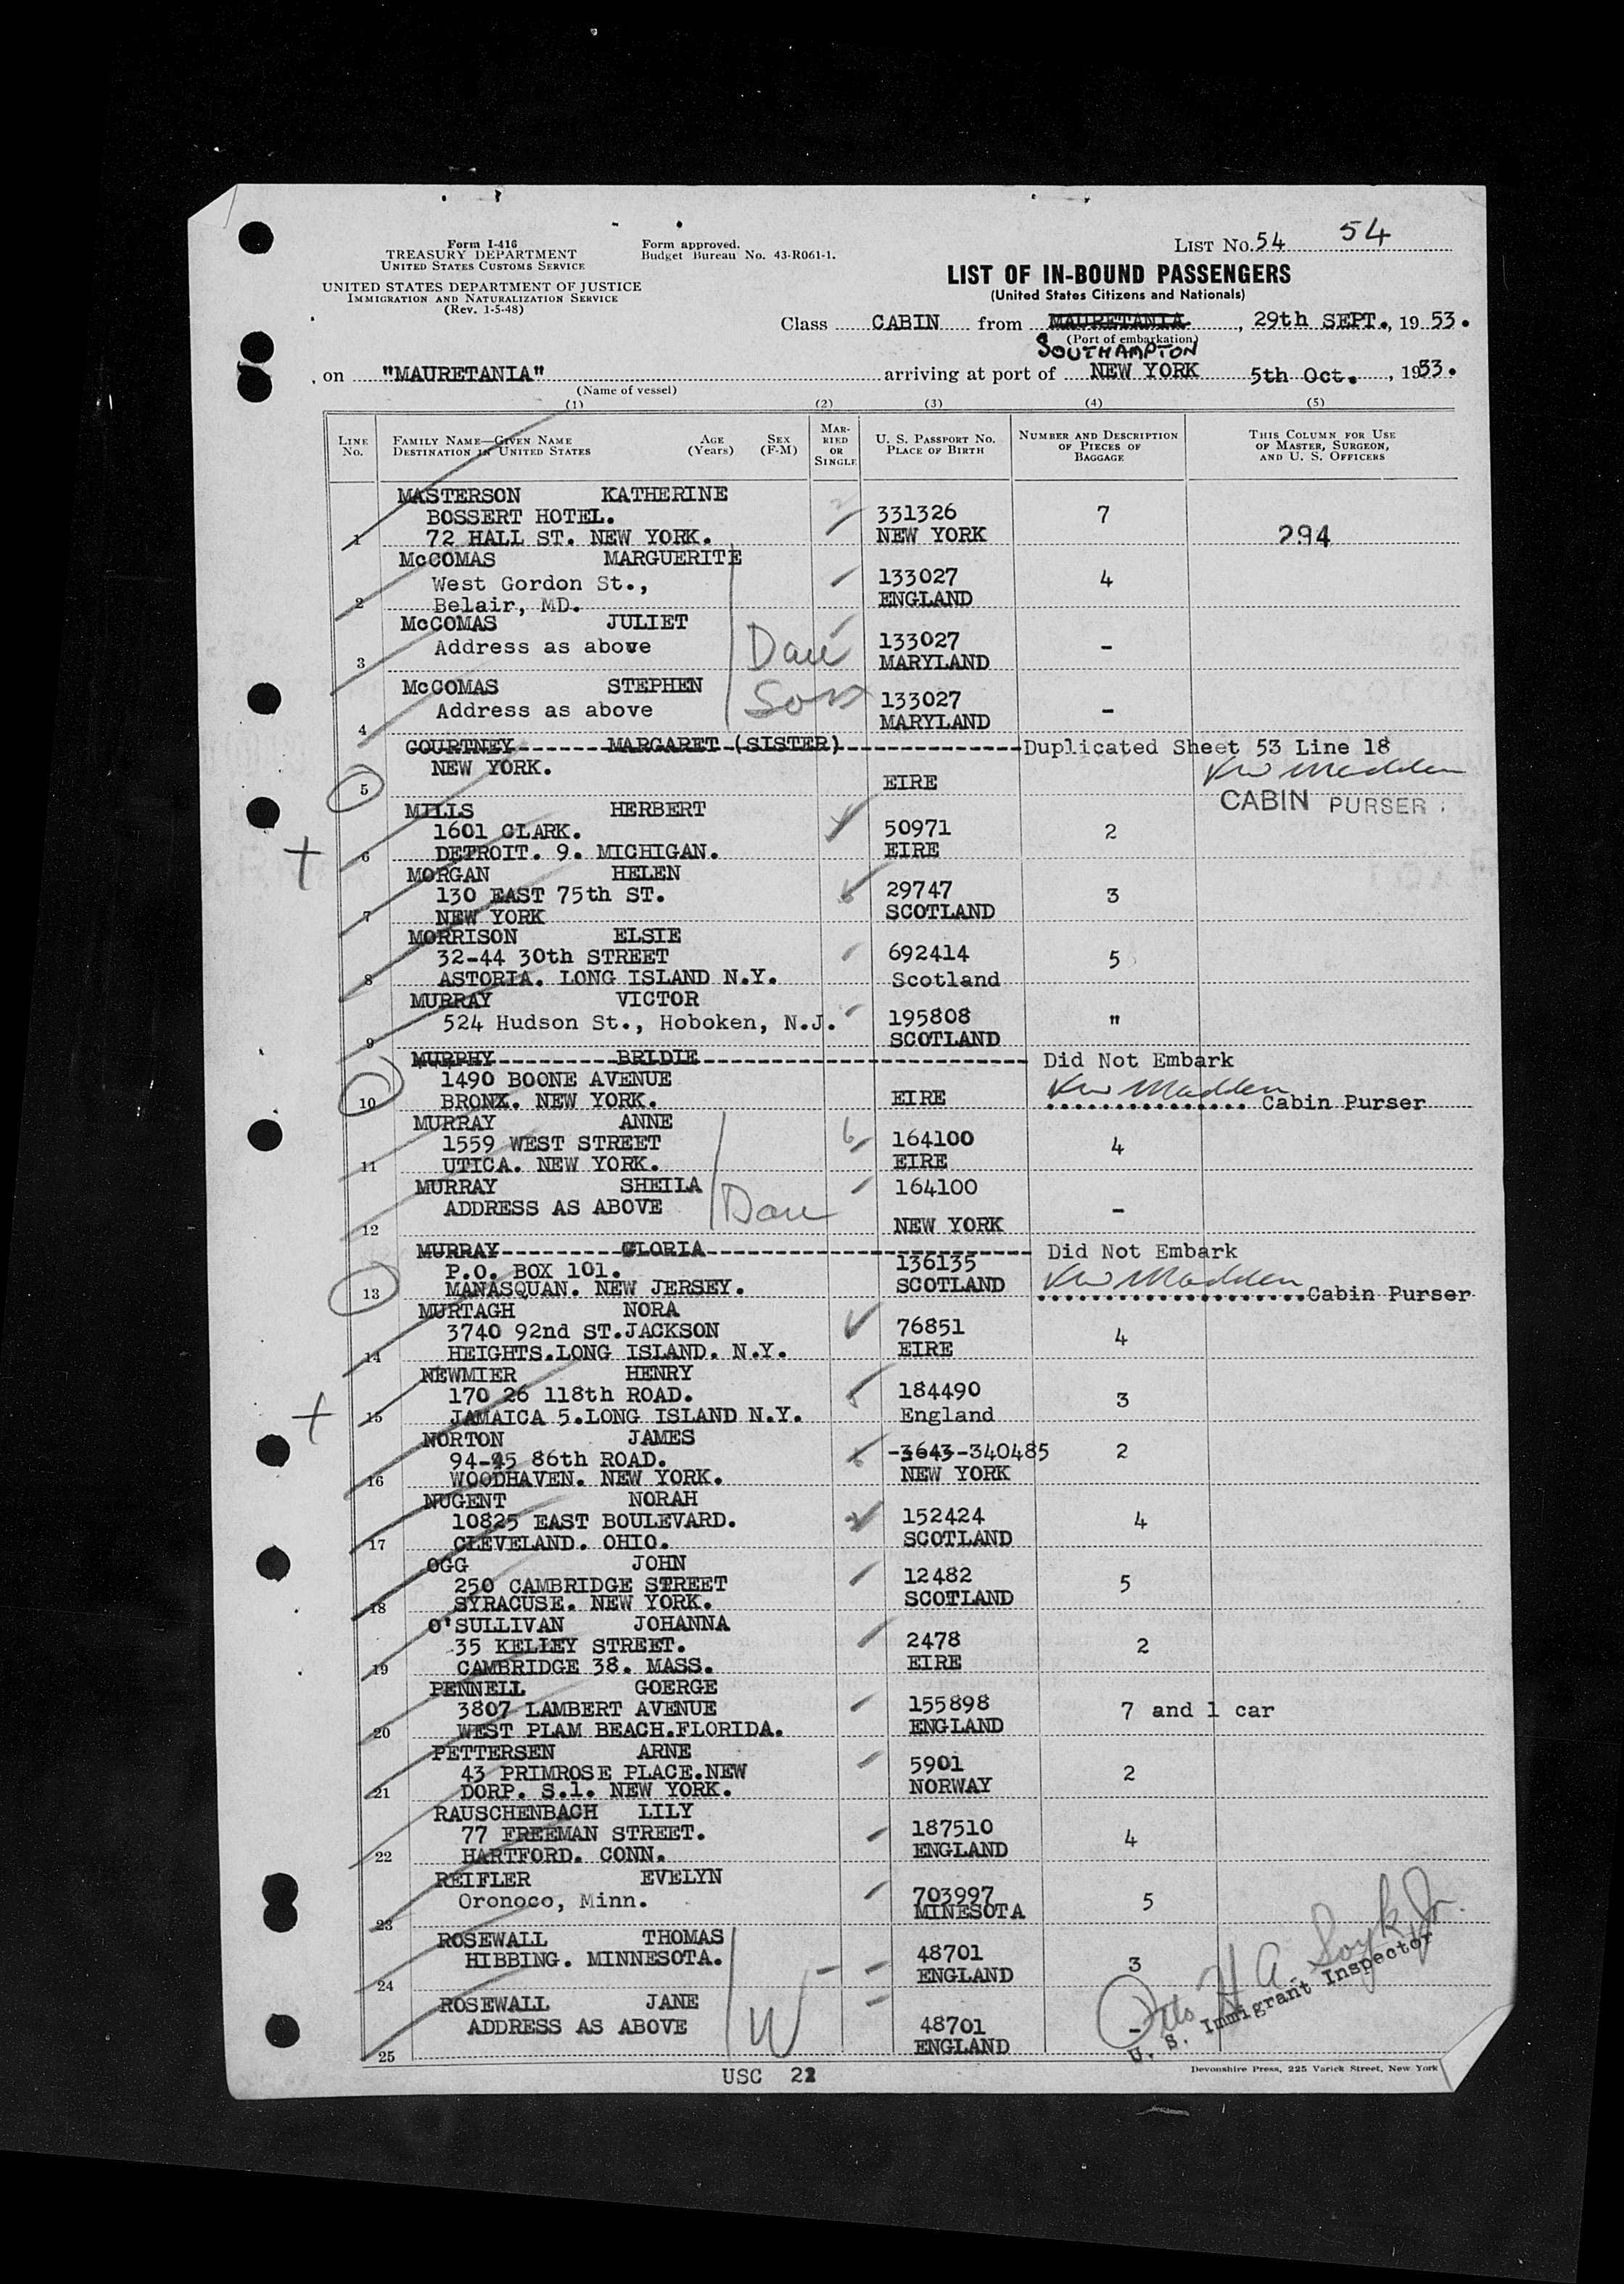 Form I-416
TREASURY DEPARTMENT
UNITED STATES CUSTOMS SERVICE
UNITED STATES DEPARTMENT OF JUSTICE
IMMIGRATION AND NATURALIZATION SERVICE
(Rev. 1-5-48)
Form approved.
Budget Bureau No. 43-R061-1.
LIST NO. 54 54
LIST OF IN-BOUND PASSENGERS
(United States Citizens and Nationals)
Class CABIN from MAURETANIA, 29th SEPT., 1953.
(Port of embarkation)
SOUTHAMPTON
on "MAURETANIA" arriving at port of NEW YORK 5th Oct., 1953.
(Name of vessel)
(1) (2) (3) (4) (5)
LINE No. FAMILY NAME—GIVEN NAME DESTINATION IN UNITED STATES AGE (Years) SEX (F-M) MARRIED OR SINGLE U. S. PASSPORT NO. PLACE OF BIRTH NUMBER AND DESCRIPTION OF PIECES OF BAGGAGE THIS COLUMN FOR USE OF MASTER, SURGEON, AND U. S. OFFICERS
MASTERSON KATHERINE
BOSSERT HOTEL. 331326 7
1 72 HALL ST. NEW YORK. NEW YORK 294
McCOMAS MARGUERITE
West Gordon St., 133027 4
2 Belair, MD. ENGLAND
McCOMAS JULIET
Address as above Dau 133027 -
3 MARYLAND
McCOMAS STEPHEN
Address as above Son 133027 -
4 MARYLAND
COURTNEY MARGARET (SISTER) Duplicated Sheet 53 Line 18
NEW YORK. KW Madden
5 EIRE CABIN PURSER
MILLS HERBERT
1601 CLARK. 50971 2
6 DETROIT. 9. MICHIGAN. EIRE
MORGAN HELEN
130 EAST 75th ST. 29747 3
7 NEW YORK SCOTLAND
MORRISON ELSIE
32-44 30th STREET 692414 5
8 ASTORIA. LONG ISLAND N.Y. Scotland
MURRAY VICTOR
524 Hudson St., Hoboken, N.J. 195808 "
9 SCOTLAND
MURPHY BRIDIE Did Not Embark
1490 BOONE AVENUE KW Madden
10 BRONX. NEW YORK. EIRE Cabin Purser
MURRAY ANNE
1559 WEST STREET 164100 4
11 UTICA. NEW YORK. EIRE
MURRAY SHEILA 164100
ADDRESS AS ABOVE Dau -
12 NEW YORK
MURRAY GLORIA Did Not Embark
P.O. BOX 101. 136135 KW Madden
13 MANASQUAN. NEW JERSEY. SCOTLAND Cabin Purser
MURTAGH NORA
3740 92nd ST.JACKSON 76851 4
14 HEIGHTS.LONG ISLAND. N.Y. EIRE
NEWMIER HENRY
170 26 118th ROAD. 184490 3
15 JAMAICA 5.LONG ISLAND N.Y. England
NORTON JAMES
94-95 86th ROAD. -3643-340485 2
16 WOODHAVEN. NEW YORK. NEW YORK
NUGENT NORAH
10825 EAST BOULEVARD. 152424 4
17 CLEVELAND. OHIO. SCOTLAND
OGG JOHN
250 CAMBRIDGE STREET 12482 5
18 SYRACUSE. NEW YORK. SCOTLAND
O'SULLIVAN JOHANNA
35 KELLEY STREET. 2478 2
19 CAMBRIDGE 38. MASS. EIRE
PENNELL GOERGE
3807 LAMBERT AVENUE 155898 7 and 1 car
20 WEST PLAM BEACH.FLORIDA. ENGLAND
PETTERSEN ARNE
43 PRIMROSE PLACE.NEW 5901 2
21 DORP. S.1. NEW YORK. NORWAY
RAUSCHENBACH LILY
77 FREEMAN STREET. 187510 4
22 HARTFORD. CONN. ENGLAND
REIFLER EVELYN
Oronoco, Minn. 703997 5
23 MINESOTA
ROSEWALL THOMAS
HIBBING. MINNESOTA. 48701 3
24 ENGLAND
ROSEWALL JANE
ADDRESS AS ABOVE W 48701 -
25 ENGLAND
U. S. Immigrant Inspector
USC 22
Devonshire Press, 225 Varick Street, New York